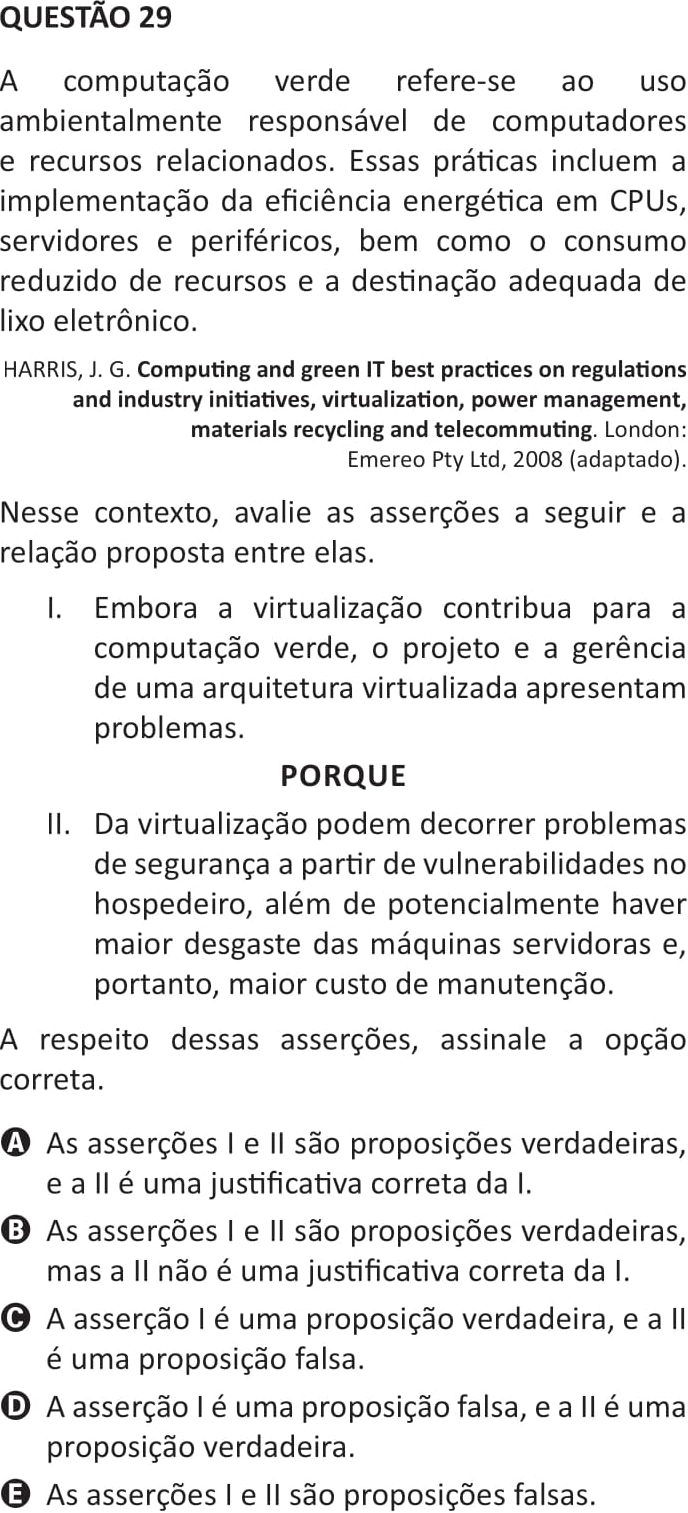 QUESTÃO 29
A computação verde refere-se ao uso
ambientalmente responsável de computadores
e recursos relacionados. Essas práticas incluem a
implementação da eficiência energética em CPUs,
servidores e periféricos, bem como o consumo
reduzido de recursos e a destinação adequada de
lixo eletrônico.
HARRIS, J. G. Computing and green IT best practices on regulations
and industry initiatives, virtualization, power management,
materials recycling and telecommuting. London:
Emereo Pty Ltd, 2008 (adaptado).
Nesse contexto, avalie as asserções a seguir e a
relação proposta entre elas.
I. Embora a virtualização contribua para a
computação verde, o projeto e a gerência
de uma arquitetura virtualizada apresentam
problemas.
PORQUE
II. Da virtualização podem decorrer problemas
de segurança a partir de vulnerabilidades no
hospedeiro, além de potencialmente haver
maior desgaste das máquinas servidoras e,
portanto, maior custo de manutenção.
A respeito dessas asserções, assinale a opção
correta.
A As asserções I e II são proposições verdadeiras,
e a II é uma justificativa correta da I.
B As asserções I e II são proposições verdadeiras,
mas a II não é uma justificativa correta da I.
C A asserção I é uma proposição verdadeira, e a II
é uma proposição falsa.
D A asserção I é uma proposição falsa, e a II é uma
proposição verdadeira.
E As asserções I e II são proposições falsas.